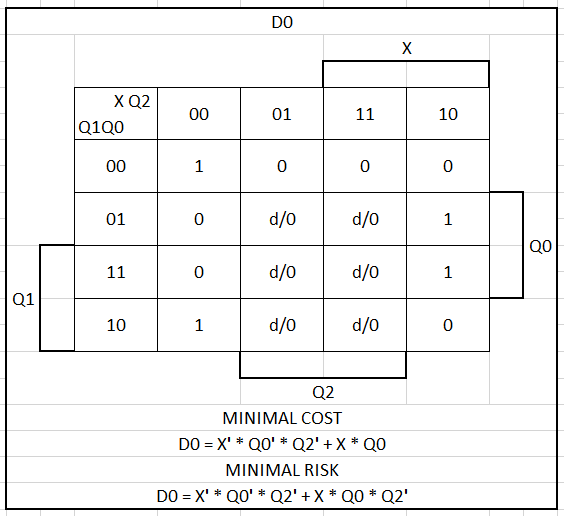 D0
X
X Q2
Q1Q0
00 01 11 10
00 1 0 0 0
01 0 d/0 d/0 1
Q0
11 0 d/0 d/0 1
Q1
10 1 d/0 d/0 0
Q2
MINIMAL COST
D0 = X' * Q0' * Q2' + X * Q0
MINIMAL RISK
D0 = X' * Q0' * Q2' + X * Q0 * Q2'